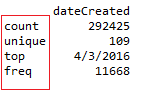 dateCreated
count 292425
unique 109
top 4/3/2016
freq 11668